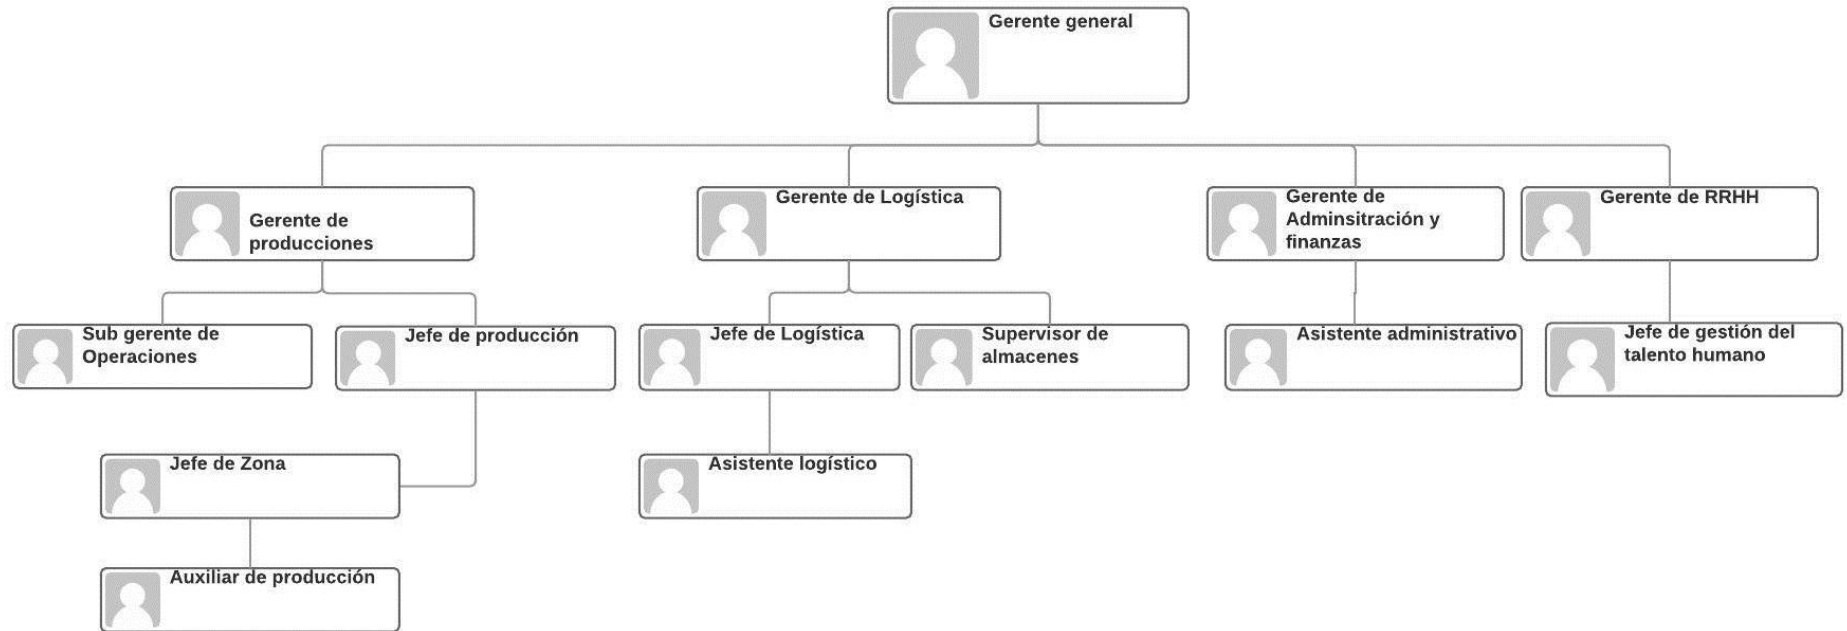 Gerente general
Gerente de
producciones
Gerente de Logística
Gerente de
Adminsitración y
finanzas
Gerente de RRHH
Sub gerente de
Operaciones
Jefe de producción
Jefe de Logística
Supervisor de
almacenes
Asistente administrativo
Jefe de gestión del
talento humano
Jefe de Zona
Asistente logístico
Auxiliar de producción